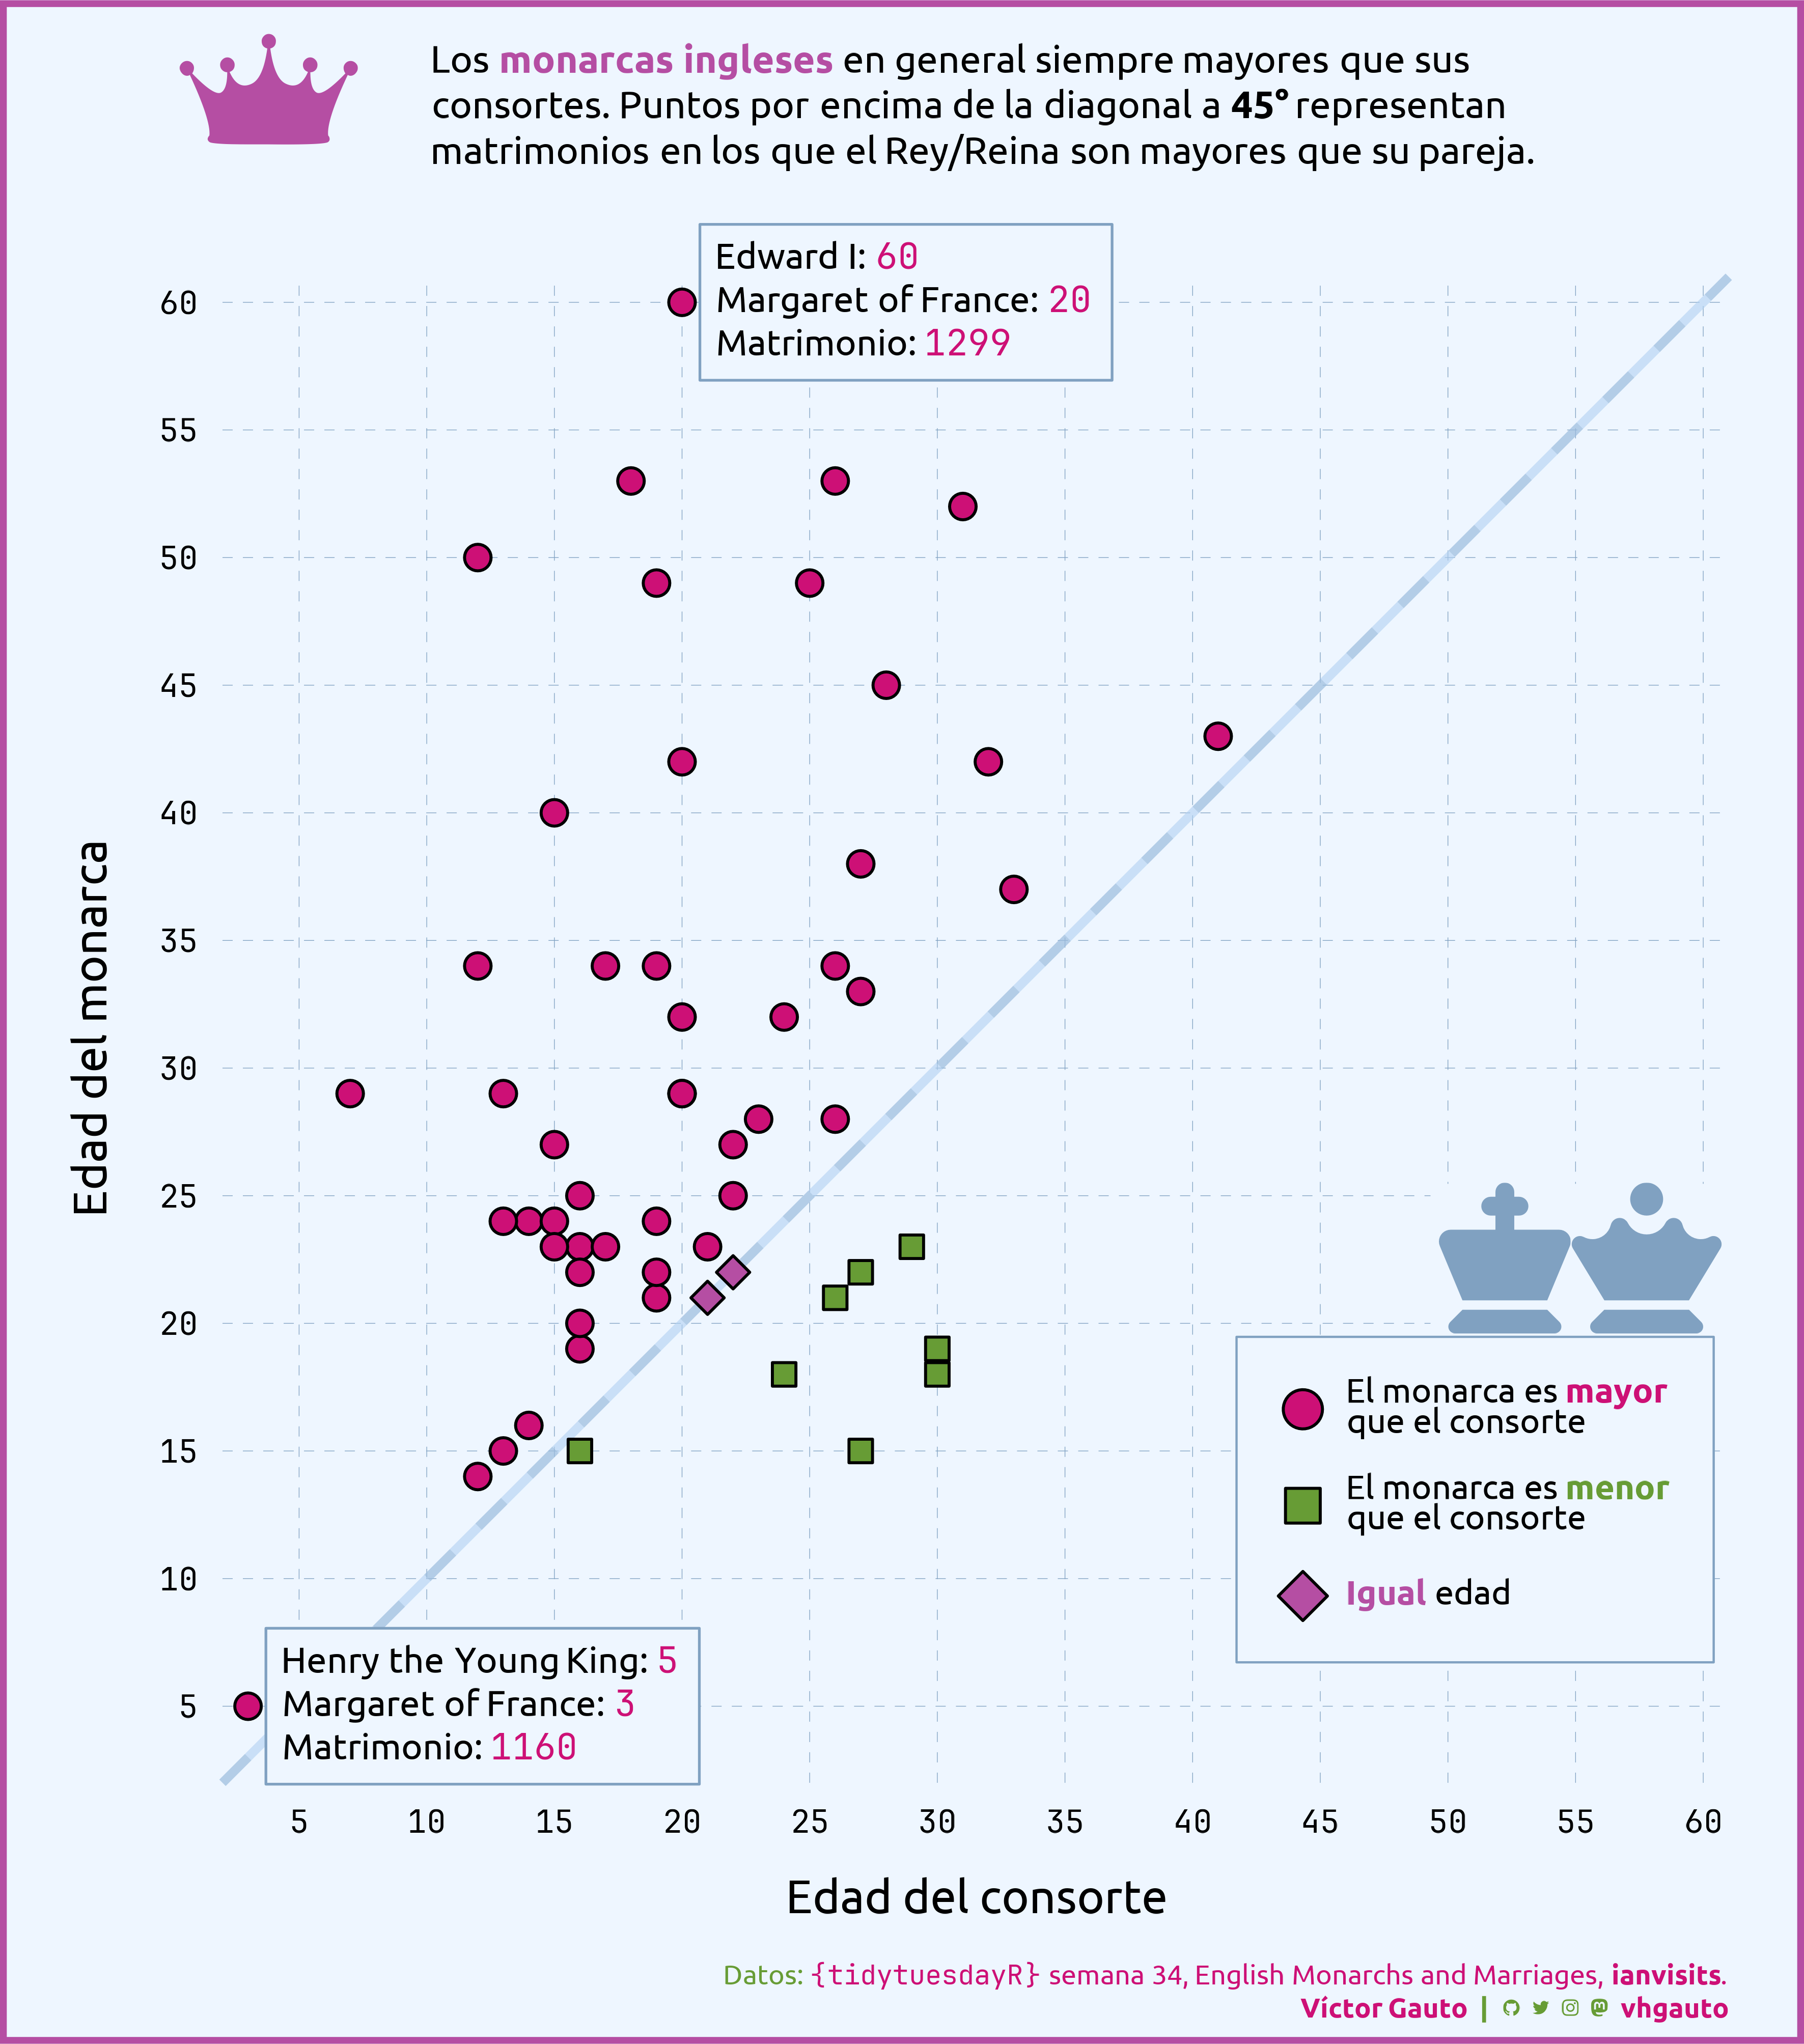 Los monarcas ingleses en general siempre mayores que sus
consortes. Puntos por encima de la diagonal a 45° representan
matrimonios en los que el Rey/Reina son mayores que su pareja.
Edward I: 60
Margaret of France: 20
Matrimonio: 1299
60
55
50
45
40
35
30
25
20
15
10
5
Edad del monarca
El monarca es mayor
que el consorte
El monarca es menor
que el consorte
Igual edad
Henry the Young King: 5
Margaret of France: 3
Matrimonio: 1160
5 10 15 20 25 30 35 40 45 50 55 60
Edad del consorte
Datos: {tidytuesdayR} semana 34, English Monarchs and Marriages, ianvisits.
Víctor Gauto | vhgauto